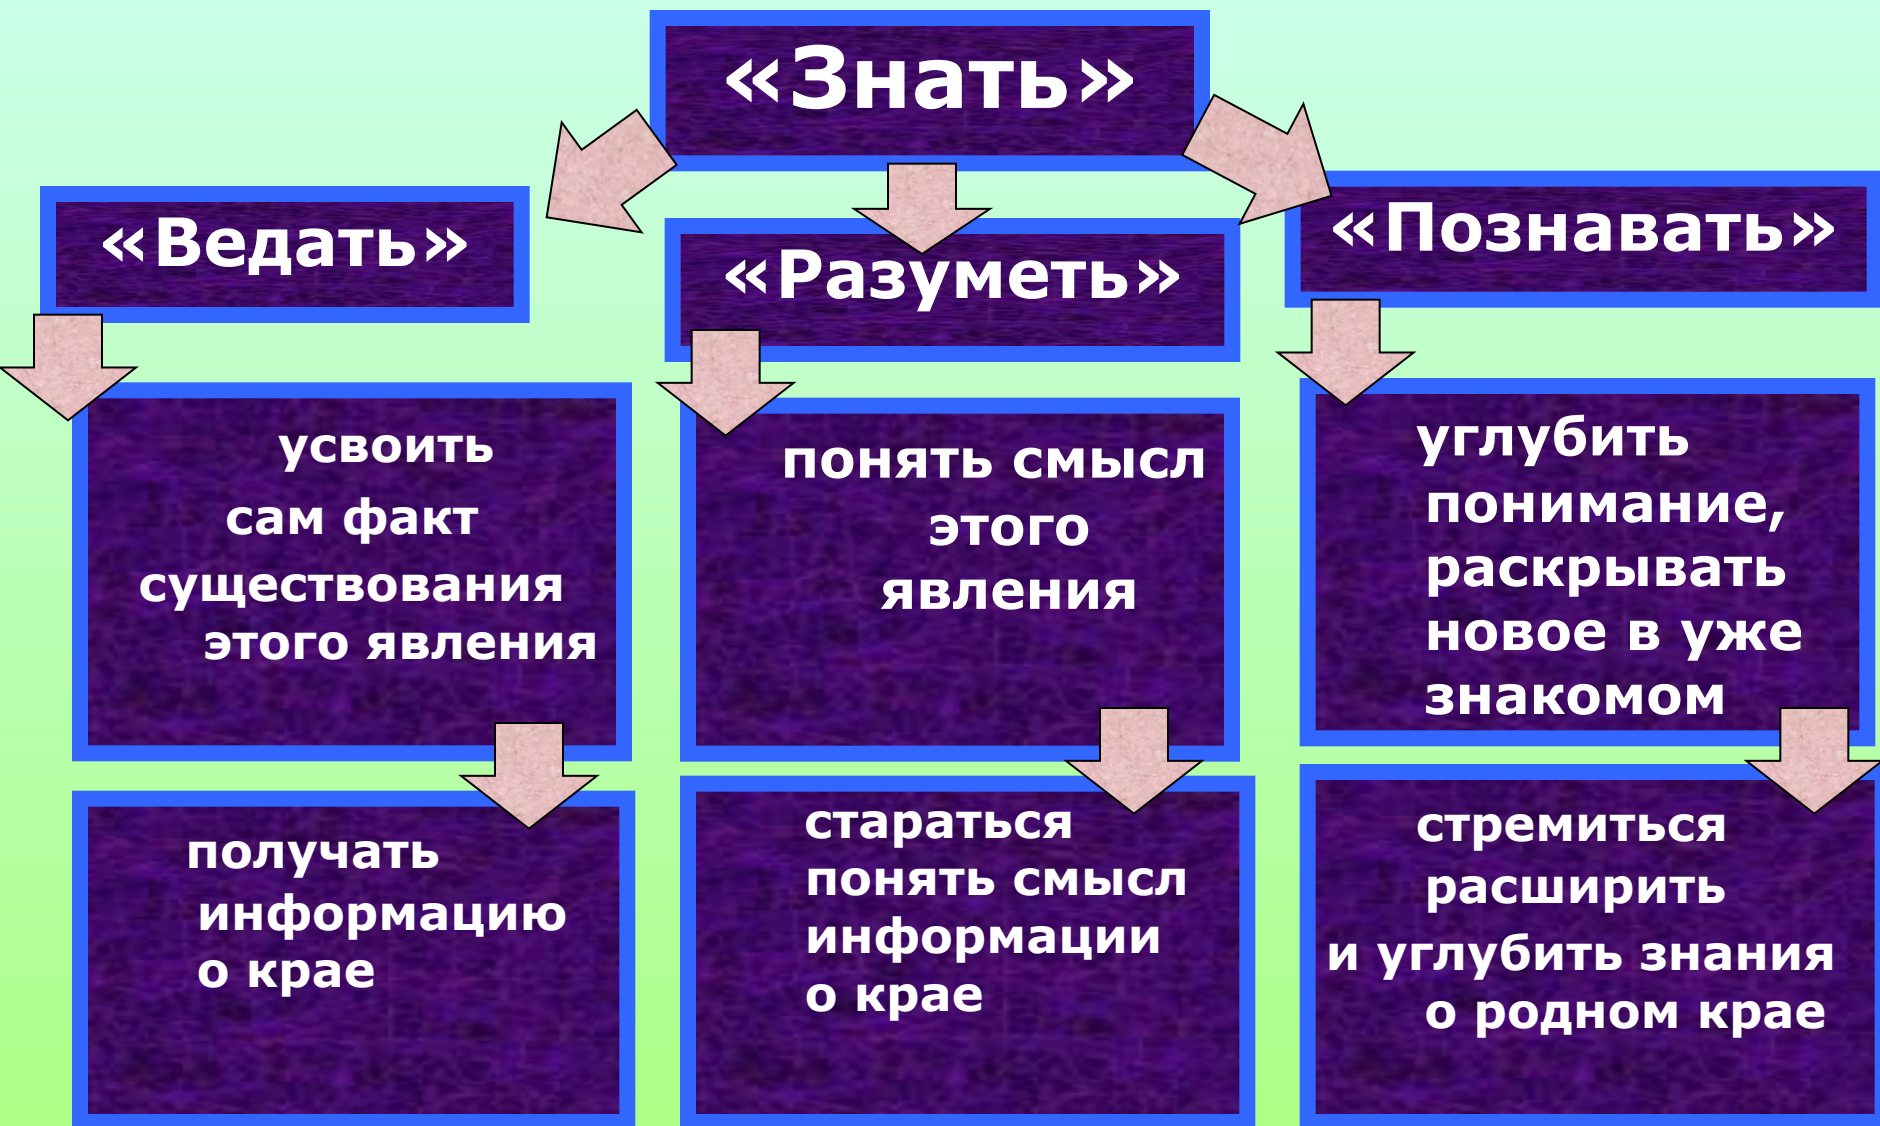 «Знать»
«Ведать»
«Разуметь»
«Познавать»
усвоить
сам факт
существования
этого явления
понять смысл
этого
явления
углубить
понимание,
раскрывать
новое в уже
знакомом
получать
информацию
о крае
стараться
понять смысл
информации
о крае
стремиться
расширить
и углубить знания
о родном крае